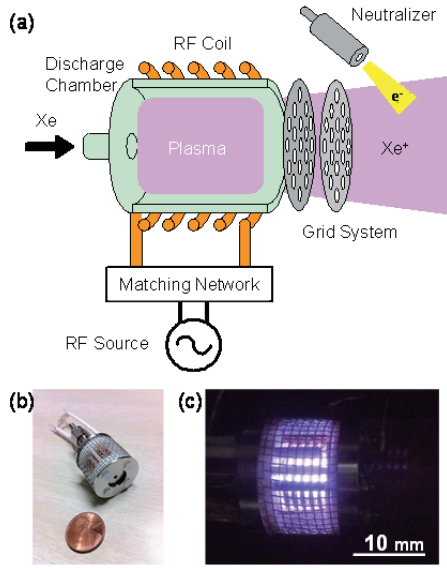 (a)
RF Coil
Neutralizer
Discharge
Chamber
Xe
Plasma
e-
Xe+
Grid System
Matching Network
RF Source
(b)
(c)
10 mm